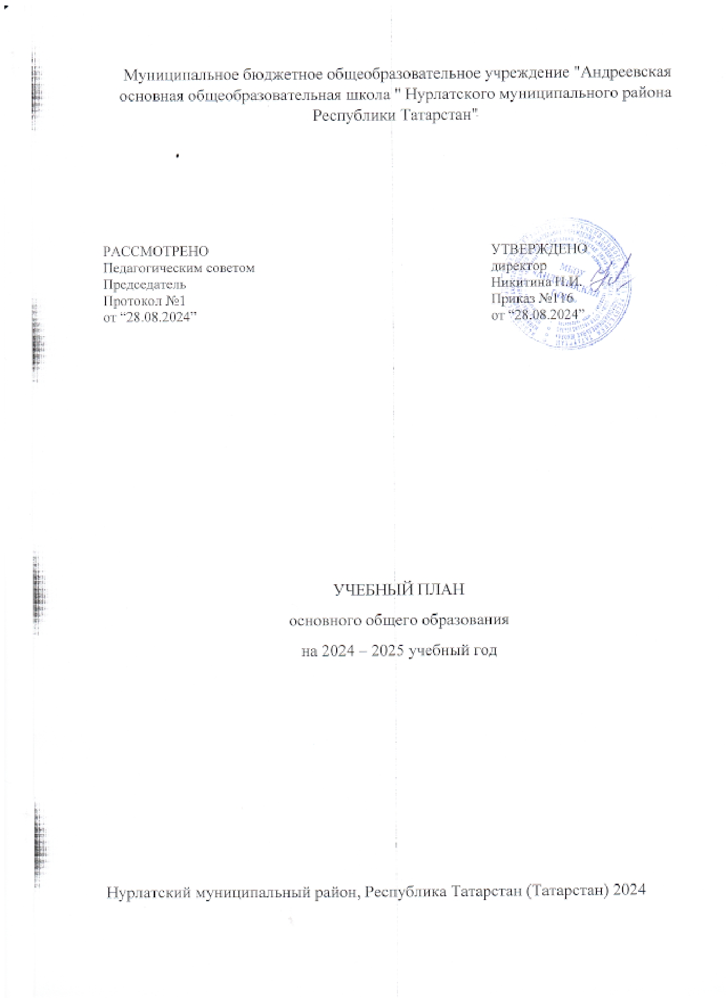 Муниципальное бюджетное общеобразовательное учреждение "Андреевская
основная общеобразовательная школа " Нурлатского муниципального района
Республики Татарстан"
РАССМОТРЕНО
Педагогическим советом
Председатель
Протокол №1
от “28.08.2024”
УТВЕРЖДЕНО
директор
Никитина Н.И.
Приказ №116
от “28.08.2024”
МБОУ
УЧЕБНЫЙ ПЛАН
основного общего образования
на 2024 – 2025 учебный год
Нурлатский муниципальный район, Республика Татарстан (Татарстан) 2024